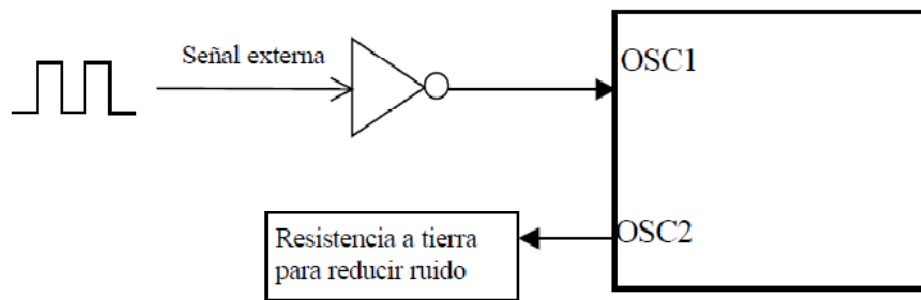 Señal externa
OSC1
OSC2
Resistencia a tierra
para reducir ruido